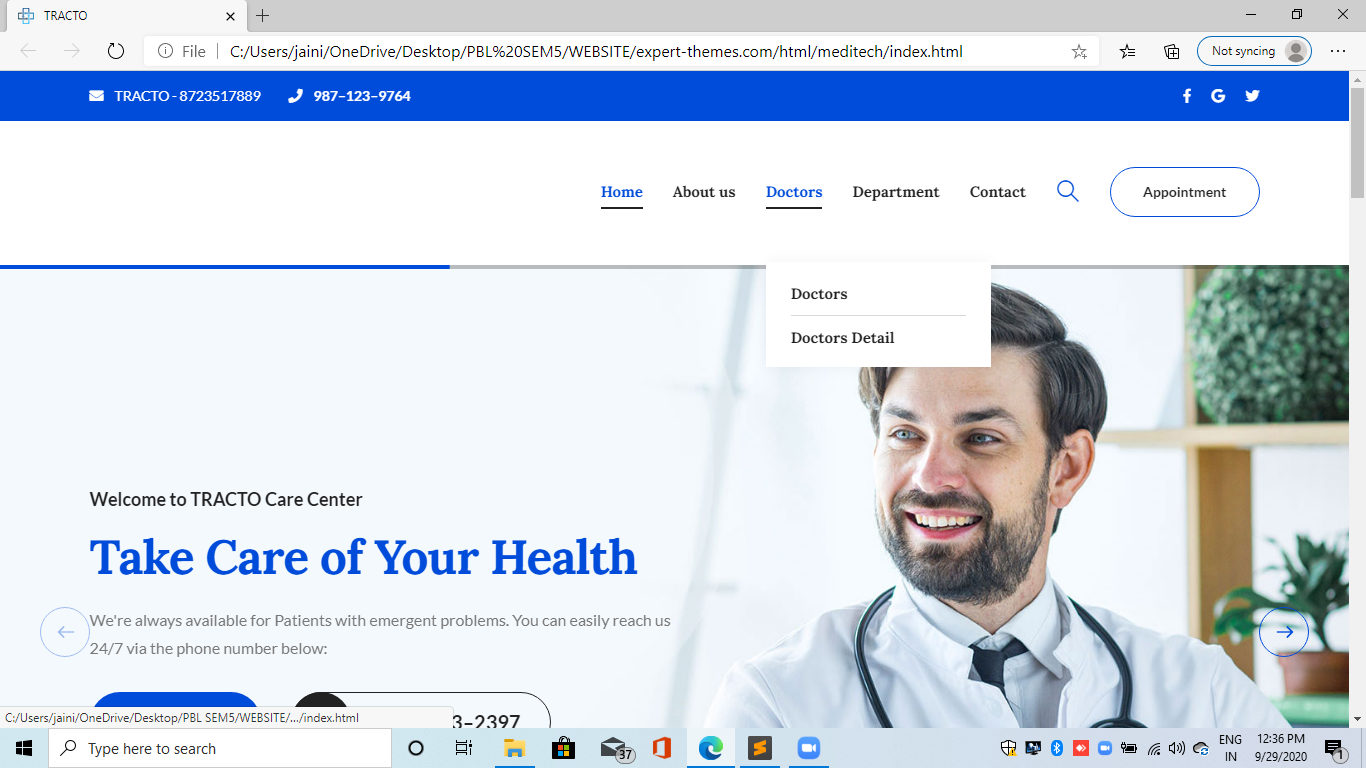 TRACTO
File
C:/Users/jaini/OneDrive/Desktop/PBL%20SEM5/WEBSITE/expert-themes.com/html/meditech/index.html
Not syncing
TRACTO - 8723517889 987-123-9764
Home About us Doctors Department Contact Appointment
Doctors
Doctors Detail
Welcome to TRACTO Care Center
Take Care of Your Health
We're always available for Patients with emergent problems. You can easily reach us
24/7 via the phone number below:
3-2397
C:/Users/jaini/OneDrive/Desktop/PBL SEM5/WEBSITE/.../index.html
Type here to search
37
ENG
IN
12:36 PM
9/29/2020
1